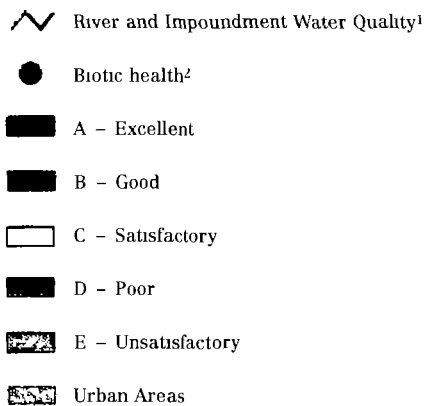 River and Impoundment Water Quality¹
Biotic health²
A – Excellent
B – Good
C – Satisfactory
D – Poor
E – Unsatisfactory
Urban Areas